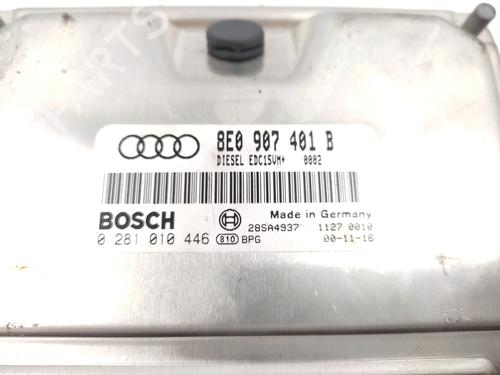 8E0 907 401 B
DIESEL EDC15VM+ 0002
BOSCH
Made in Germany
28SA4937 1127 0010
0 281 010 446 810 BPG 00-11-16